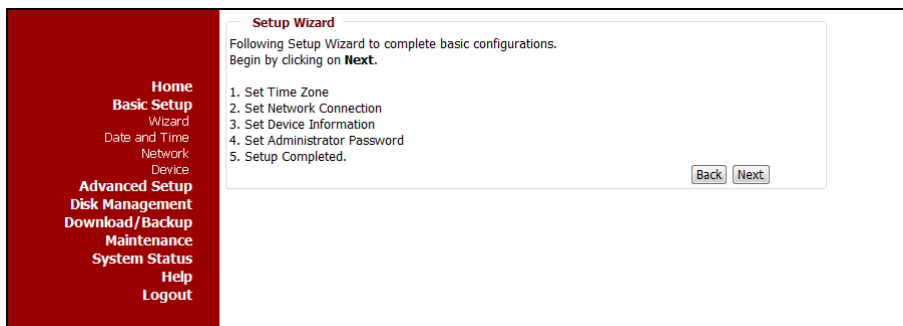 Home
Basic Setup
Wizard
Date and Time
Network
Device
Advanced Setup
Disk Management
Download/Backup
Maintenance
System Status
Help
Logout
Setup Wizard
Following Setup Wizard to complete basic configurations.
Begin by clicking on Next.
1. Set Time Zone
2. Set Network Connection
3. Set Device Information
4. Set Administrator Password
5. Setup Completed.
Back Next